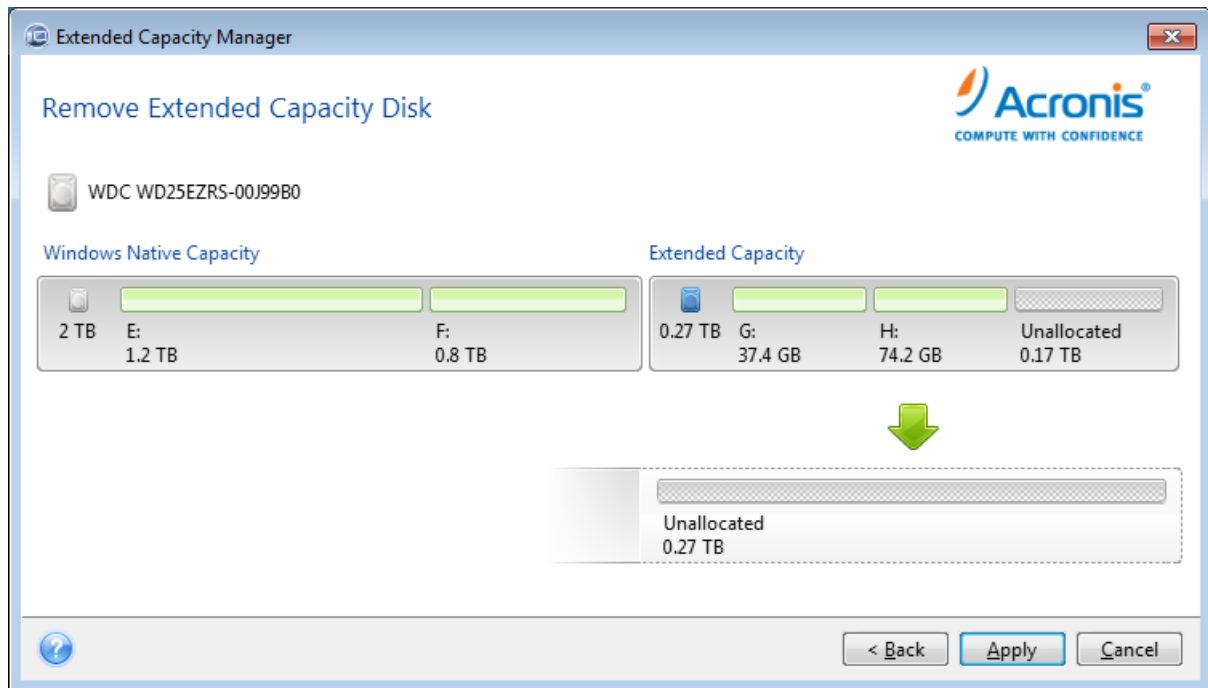 Extended Capacity Manager
Remove Extended Capacity Disk
Acronis®
COMPUTE WITH CONFIDENCE
WDC WD25EZRS-00J99B0
Windows Native Capacity
Extended Capacity
2 TB
E:
1.2 TB
F:
0.8 TB
0.27 TB
G:
37.4 GB
H:
74.2 GB
Unallocated
0.17 TB
Unallocated
0.27 TB
?
< Back
Apply
Cancel